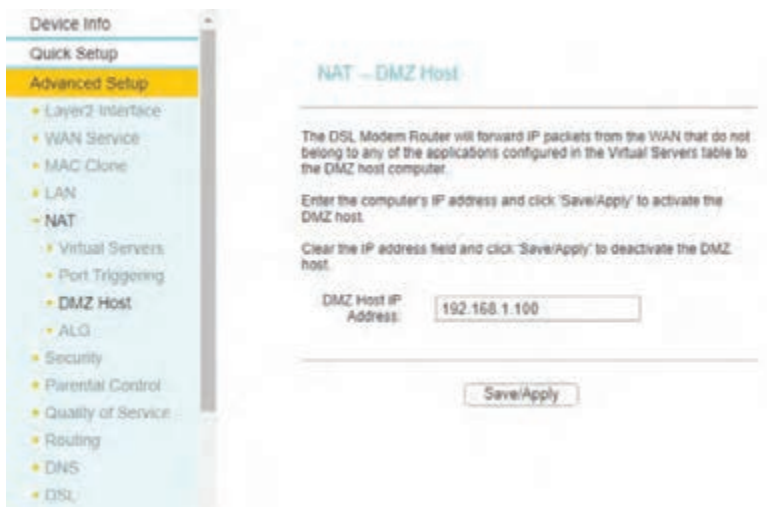 Device Info
Quick Setup
Advanced Setup
Layer2 Interface
WAN Service
MAC Clone
LAN
NAT
Virtual Servers
Port Triggering
DMZ Host
ALG
Security
Parental Control
Quality of Service
Routing
DNS
DSL
NAT -- DMZ Host
The DSL Modem Router will forward IP packets from the WAN that do not
belong to any of the applications configured in the Virtual Servers table to
the DMZ host computer.
Enter the computer's IP address and click 'Save/Apply' to activate the
DMZ host.
Clear the IP address field and click 'Save/Apply' to deactivate the DMZ
host.
DMZ Host IP
Address:
192.168.1.100
Save/Apply